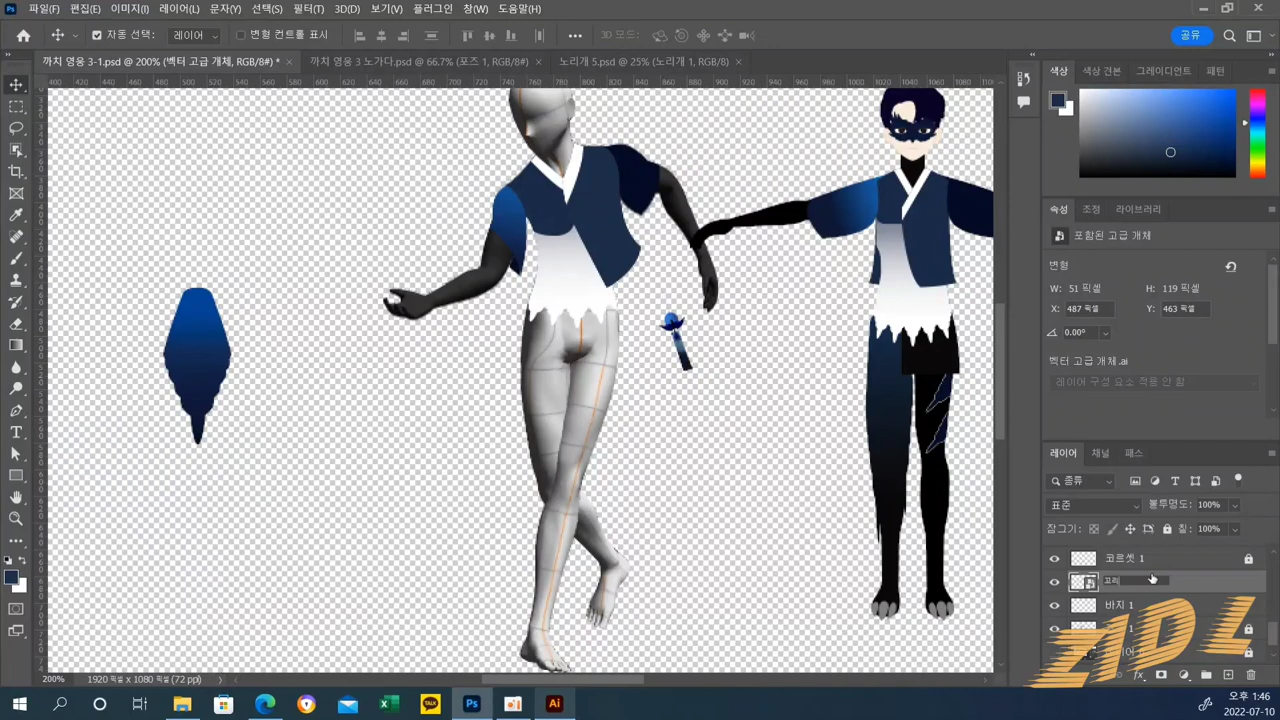 파일(F) 편집(E) 이미지(I) 레이어(L) 문자(Y) 선택(S) 필터(T) 3D(D) 보기(V) 플러그인 창(W) 도움말(H)
자동 선택: 레이어 변형 컨트롤 표시 3D 모드: 공유
까치 영웅 3-1.psd @ 200% (벡터 고급 개체, RGB/8#) * 까치 영웅 3 노가다.psd @ 66.7% (포즈 1, RGB/8#) 노리개 5.psd @ 25% (노리개 1, RGB/8#)
색상 색상 견본 그레이디언트 패턴
속성 조정 라이브러리
포함된 고급 개체
변형
W: 51 픽셀 H: 119 픽셀
X: 487 픽셀 Y: 463 픽셀
0.00°
벡터 고급 개체.ai
레이어 구성 요소 적용 안 함
레이어 채널 패스
종류
표준 불투명도: 100%
잠그기: 칠: 100%
코르셋 1
꼬리
바지 1
ADL
200% 1920 픽셀 x 1080 픽셀 (72 ppi)
TALK Ps Ai
오후 1:46
2022-07-10